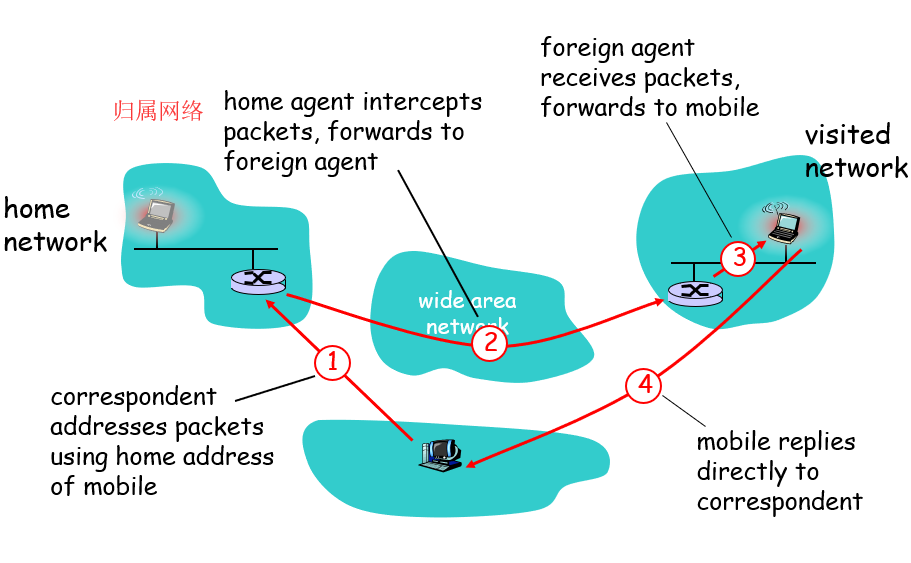 foreign agent
receives packets,
forwards to mobile
归属网络
home agent intercepts
packets, forwards to
foreign agent
visited
network
home
network
wide area
network
3
2
1
4
correspondent
addresses packets
using home address
of mobile
mobile replies
directly to
correspondent